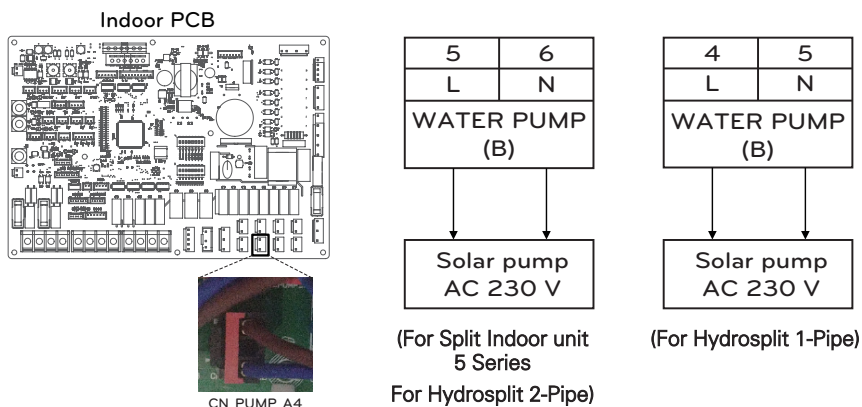 Indoor PCB
5 6
L N
WATER PUMP
(B)
Solar pump
AC 230 V
(For Split Indoor unit
5 Series
For Hydrosplit 2-Pipe)
4 5
L N
WATER PUMP
(B)
Solar pump
AC 230 V
(For Hydrosplit 1-Pipe)
CN_PUMP_A4